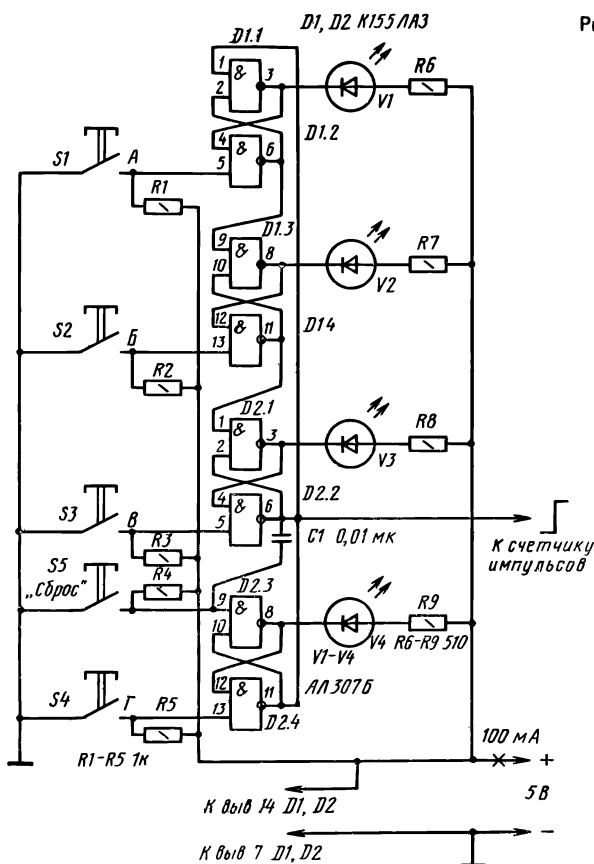 D1, D2 К155ЛА3
Ри
D1.1
1
&
3
2
V1
R6
D1.2
4
&
6
5
S1
А
R1
D1.3
9
&
8
10
V2
R7
D14
12
&
11
13
S2
Б
R2
D2.1
1
&
3
2
V3
R8
D2.2
4
&
6
5
S3
В
R3
C1 0,01 мк
К счетчику
импульсов
S5
„Сброс"
R4
D2.3
9
&
8
10
V1-V4
V4
R9
R6-R9 510
АЛ307Б
12
&
11
13
D2.4
S4
Г
R5
R1-R5 1к
100 мА
+
5 В
К выв 14 D1, D2
−
К выв 7 D1, D2